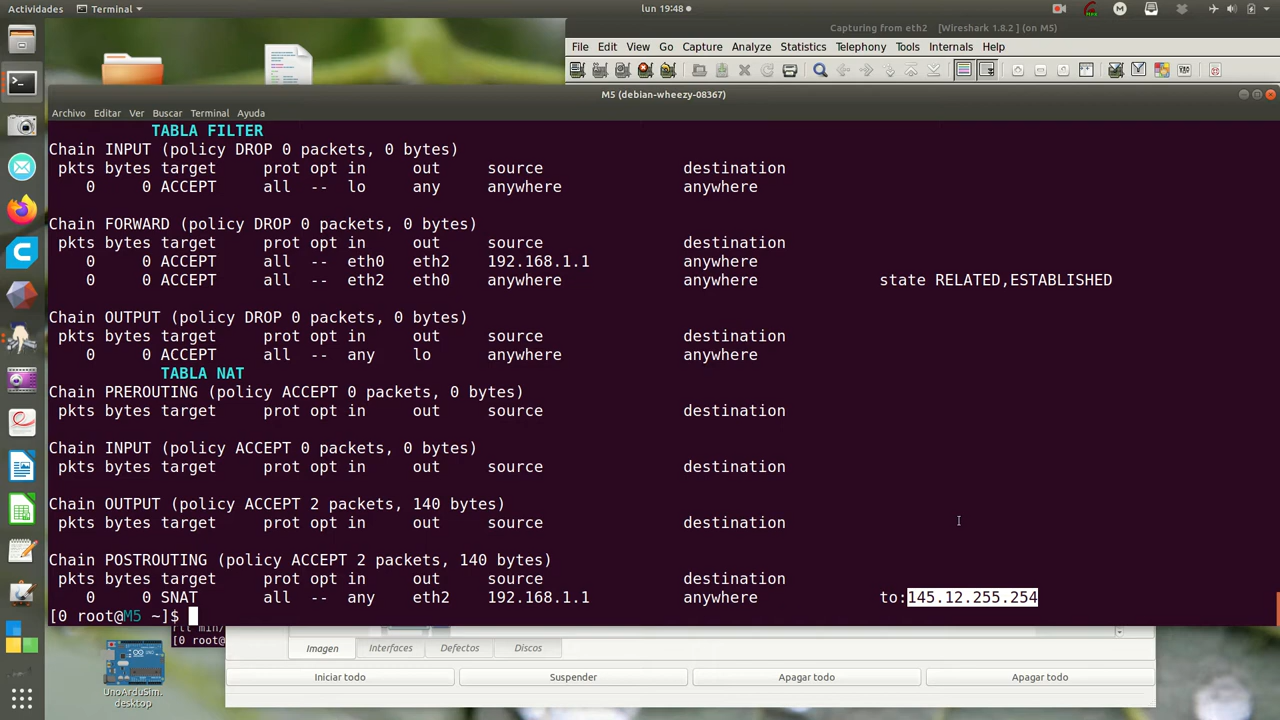 Actividades Terminal lun 19:48
Capturing from eth2 [Wireshark 1.8.2 ] (on M5)
File Edit View Go Capture Analyze Statistics Telephony Tools Internals Help
M5 (debian-wheezy-08367)
Archivo Editar Ver Buscar Terminal Ayuda
TABLA FILTER
Chain INPUT (policy DROP 0 packets, 0 bytes)
pkts bytes target prot opt in out source destination
0 0 ACCEPT all -- lo any anywhere anywhere
Chain FORWARD (policy DROP 0 packets, 0 bytes)
pkts bytes target prot opt in out source destination
0 0 ACCEPT all -- eth0 eth2 192.168.1.1 anywhere
0 0 ACCEPT all -- eth2 eth0 anywhere anywhere state RELATED,ESTABLISHED
Chain OUTPUT (policy DROP 0 packets, 0 bytes)
pkts bytes target prot opt in out source destination
0 0 ACCEPT all -- any lo anywhere anywhere
TABLA NAT
Chain PREROUTING (policy ACCEPT 0 packets, 0 bytes)
pkts bytes target prot opt in out source destination
Chain INPUT (policy ACCEPT 0 packets, 0 bytes)
pkts bytes target prot opt in out source destination
Chain OUTPUT (policy ACCEPT 2 packets, 140 bytes)
pkts bytes target prot opt in out source destination
Chain POSTROUTING (policy ACCEPT 2 packets, 140 bytes)
pkts bytes target prot opt in out source destination
0 0 SNAT all -- any eth2 192.168.1.1 anywhere to:145.12.255.254
[0 root@M5 ~]$
rtt min/
[0 root@
Imagen Interfaces Defectos Discos
Iniciar todo Suspender Apagar todo Apagar todo
UnoArduSim.
desktop